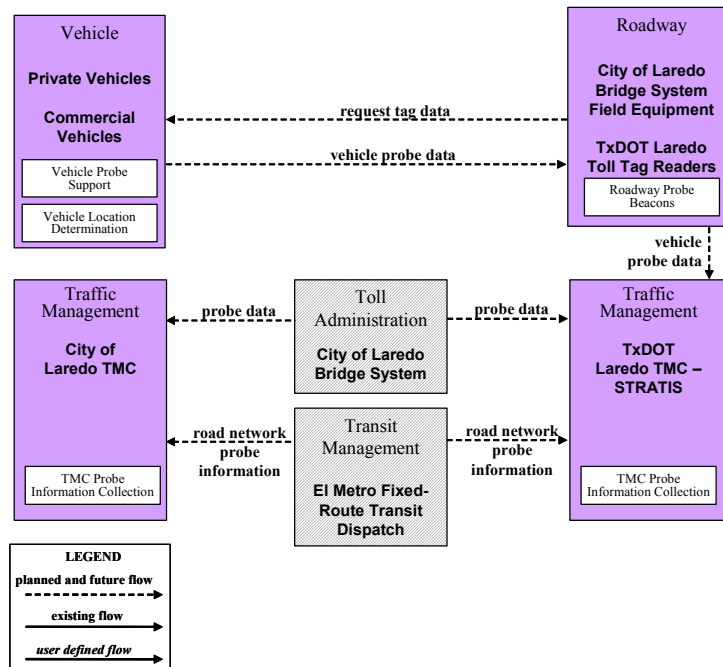 Vehicle
Private Vehicles
Commercial
Vehicles
Vehicle Probe
Support
Vehicle Location
Determination
request tag data
vehicle probe data
Roadway
City of Laredo
Bridge System
Field Equipment
TxDOT Laredo
Toll Tag Readers
Roadway Probe
Beacons
vehicle
probe data
Traffic
Management
City of
Laredo TMC
TMC Probe
Information Collection
probe data
road network
probe
information
Toll
Administration
City of Laredo
Bridge System
Transit
Management
El Metro Fixed-
Route Transit
Dispatch
probe data
road network
probe
information
Traffic
Management
TxDOT
Laredo TMC –
STRATIS
TMC Probe
Information Collection
LEGEND
planned and future flow
existing flow
user defined flow